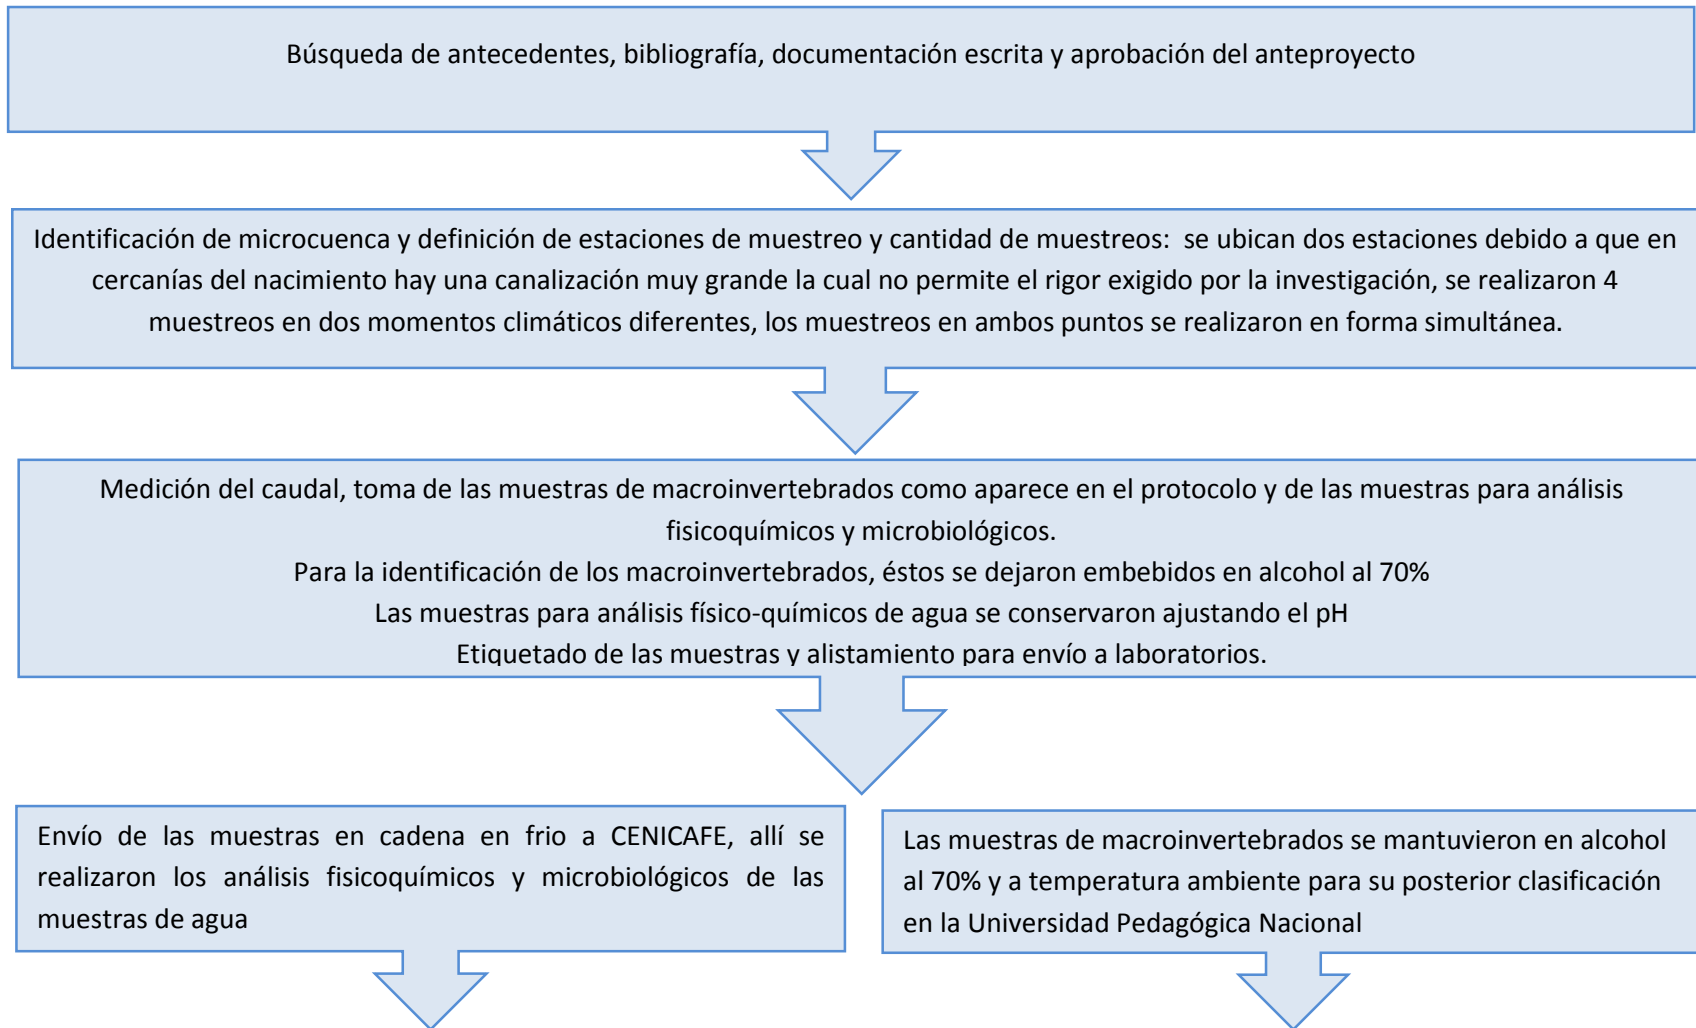 Búsqueda de antecedentes, bibliografía, documentación escrita y aprobación del anteproyecto
Identificación de microcuenca y definición de estaciones de muestreo y cantidad de muestreos: se ubican dos estaciones debido a que en
cercanías del nacimiento hay una canalización muy grande la cual no permite el rigor exigido por la investigación, se realizaron 4
muestreos en dos momentos climáticos diferentes, los muestreos en ambos puntos se realizaron en forma simultánea.
Medición del caudal, toma de las muestras de macroinvertebrados como aparece en el protocolo y de las muestras para análisis
fisicoquímicos y microbiológicos.
Para la identificación de los macroinvertebrados, éstos se dejaron embebidos en alcohol al 70%
Las muestras para análisis físico-químicos de agua se conservaron ajustando el pH
Etiquetado de las muestras y alistamiento para envío a laboratorios.
Envío de las muestras en cadena en frio a CENICAFE, allí se
realizaron los análisis fisicoquímicos y microbiológicos de las
muestras de agua
Las muestras de macroinvertebrados se mantuvieron en alcohol
al 70% y a temperatura ambiente para su posterior clasificación
en la Universidad Pedagógica Nacional